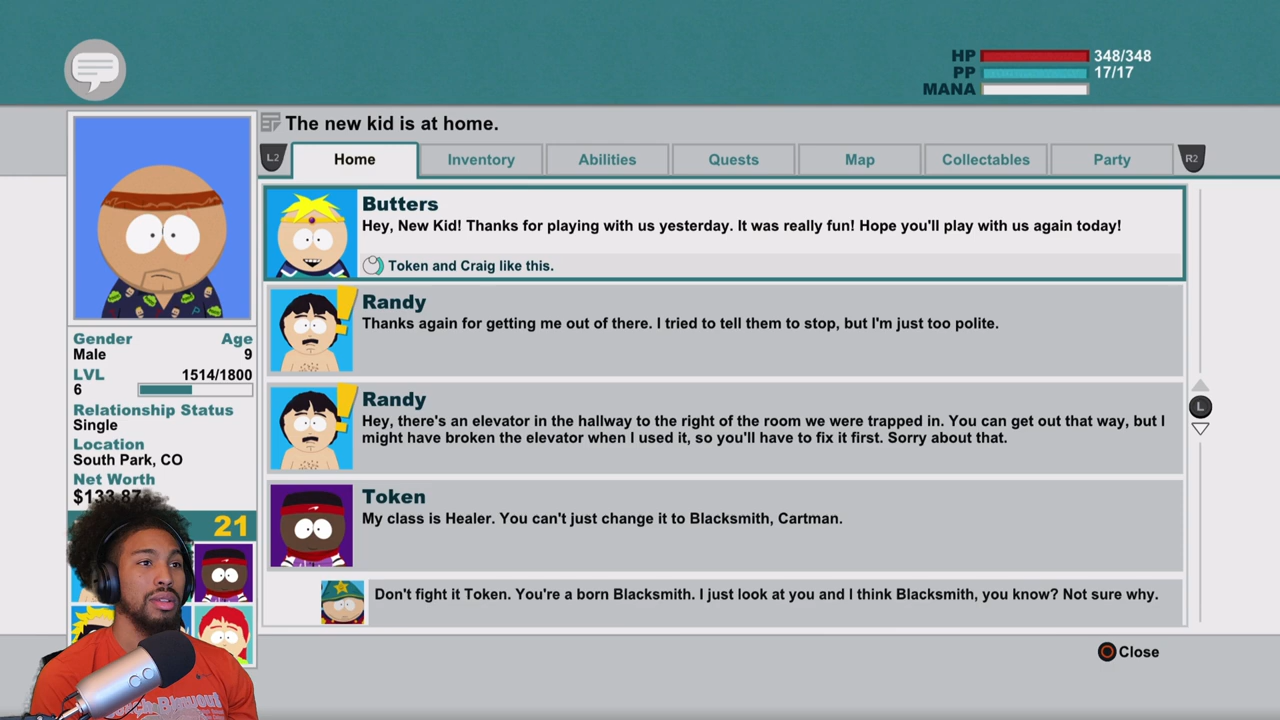 HP 348/348
PP 17/17
MANA
The new kid is at home.
L2 Home Inventory Abilities Quests Map Collectables Party R2
Butters
Hey, New Kid! Thanks for playing with us yesterday. It was really fun! Hope you'll play with us again today!
Token and Craig like this.
Randy
Thanks again for getting me out of there. I tried to tell them to stop, but I'm just too polite.
Randy
Hey, there's an elevator in the hallway to the right of the room we were trapped in. You can get out that way, but I
might have broken the elevator when I used it, so you'll have to fix it first. Sorry about that.
L
Token
My class is Healer. You can't just change it to Blacksmith, Cartman.
Don't fight it Token. You're a born Blacksmith. I just look at you and I think Blacksmith, you know? Not sure why.
Gender Age
Male 9
LVL 1514/1800
6
Relationship Status
Single
Location
South Park, CO
Net Worth
$133.87
21
Close